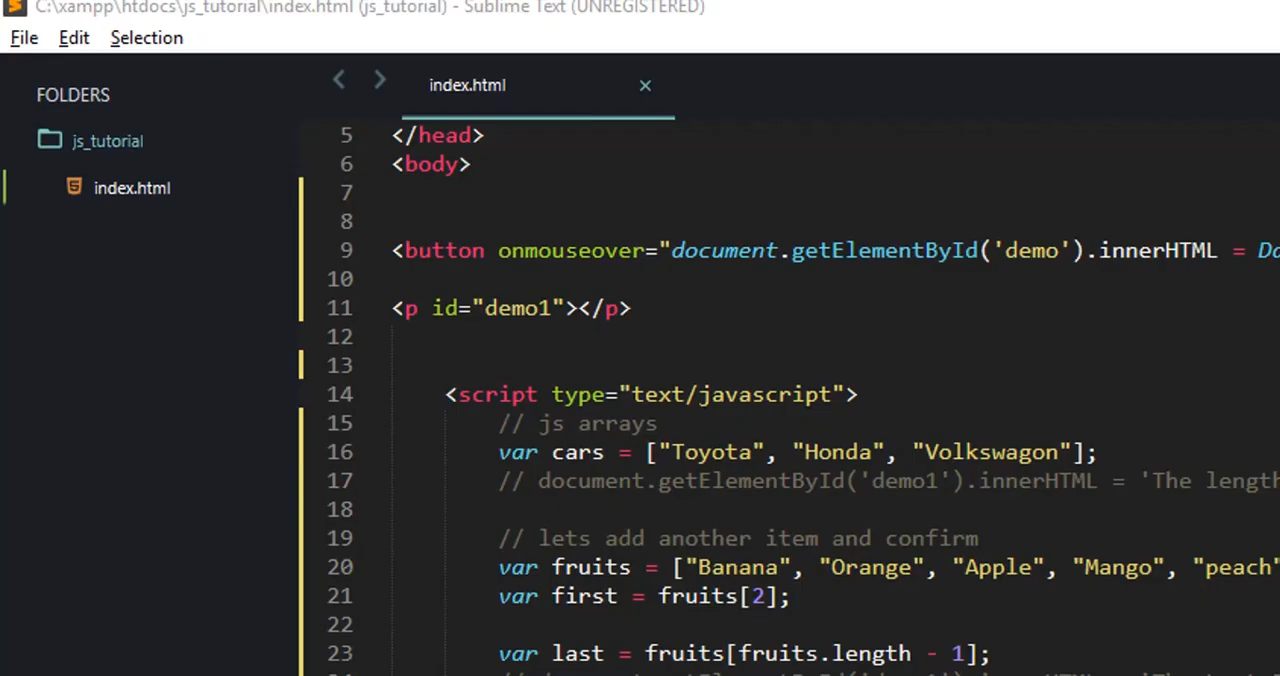 C:\xampp\htdocs\js_tutorial\index.html (js_tutorial) - Sublime Text (UNREGISTERED)
File Edit Selection
FOLDERS
js_tutorial
index.html
index.html
5 </head>
6 <body>
7
8
9 <button onmouseover="document.getElementById('demo').innerHTML = D
10
11 <p id="demo1"></p>
12
13
14 <script type="text/javascript">
15 // js arrays
16 var cars = ["Toyota", "Honda", "Volkswagon"];
17 // document.getElementById('demo1').innerHTML = 'The length
18
19 // lets add another item and confirm
20 var fruits = ["Banana", "Orange", "Apple", "Mango", "peach"
21 var first = fruits[2];
22
23 var last = fruits[fruits.length - 1];